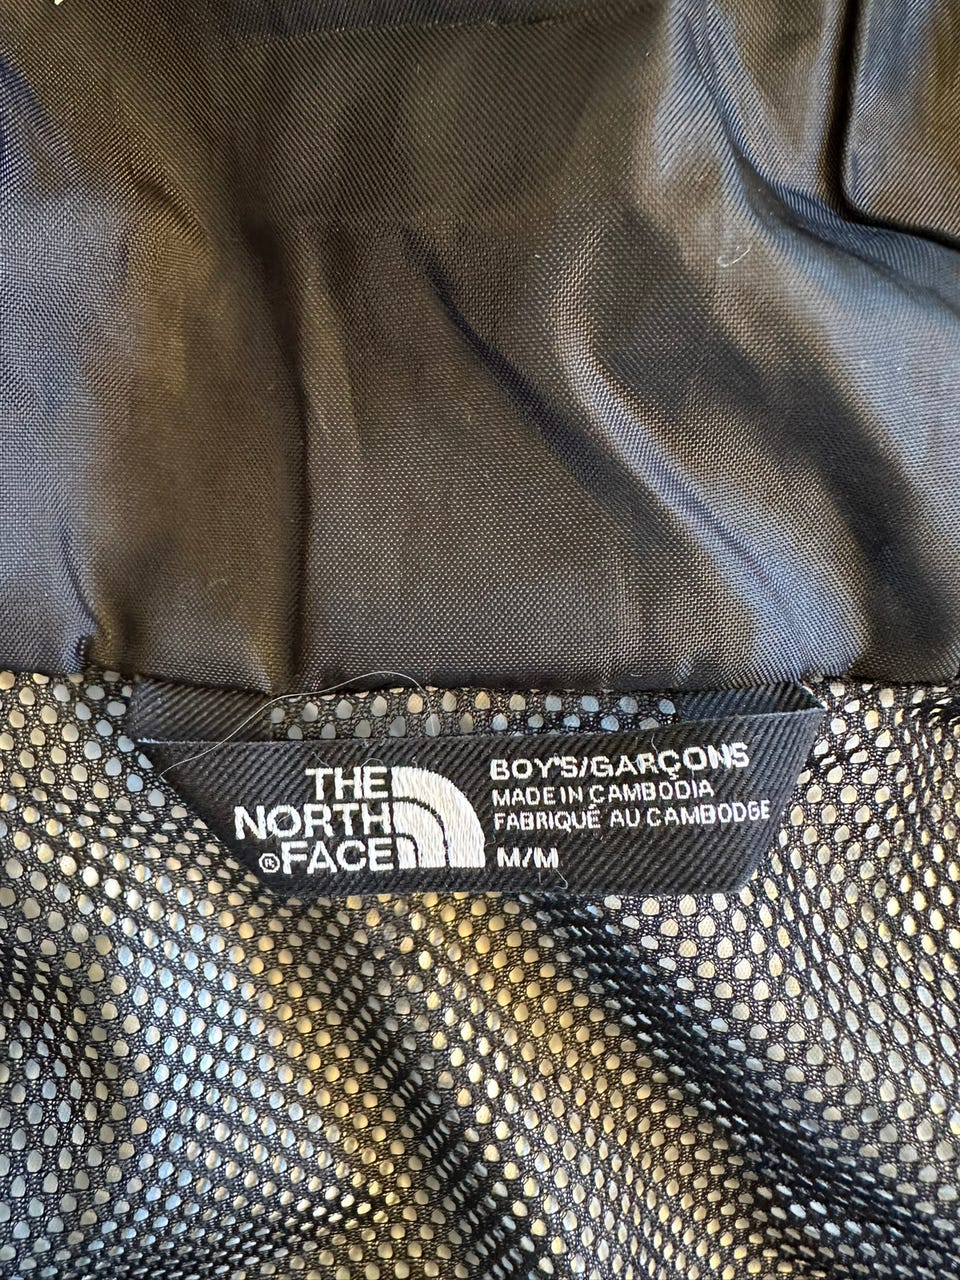 THE
NORTH
® FACE
BOY'S/GARÇONS
MADE IN CAMBODIA
FABRIQUÉ AU CAMBODGE
M/M